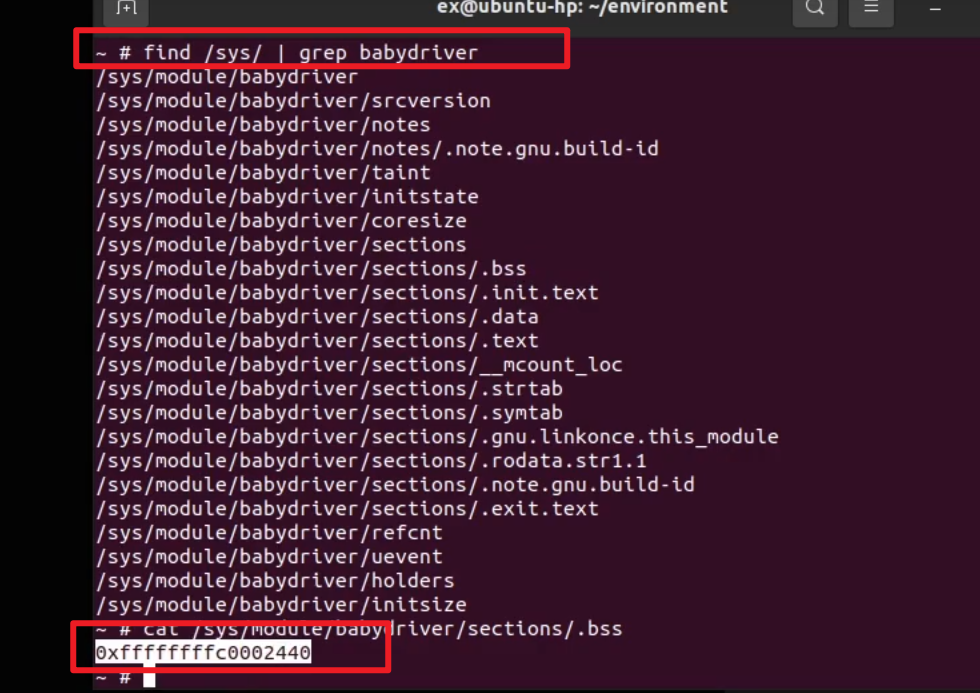 ex@ubuntu-hp: ~/environment
~ # find /sys/ | grep babydriver
/sys/module/babydriver
/sys/module/babydriver/srcversion
/sys/module/babydriver/notes
/sys/module/babydriver/notes/.note.gnu.build-id
/sys/module/babydriver/taint
/sys/module/babydriver/initstate
/sys/module/babydriver/coresize
/sys/module/babydriver/sections
/sys/module/babydriver/sections/.bss
/sys/module/babydriver/sections/.init.text
/sys/module/babydriver/sections/.data
/sys/module/babydriver/sections/.text
/sys/module/babydriver/sections/__mcount_loc
/sys/module/babydriver/sections/.strtab
/sys/module/babydriver/sections/.symtab
/sys/module/babydriver/sections/.gnu.linkonce.this_module
/sys/module/babydriver/sections/.rodata.str1.1
/sys/module/babydriver/sections/.note.gnu.build-id
/sys/module/babydriver/sections/.exit.text
/sys/module/babydriver/refcnt
/sys/module/babydriver/uevent
/sys/module/babydriver/holders
/sys/module/babydriver/initsize
~ # cat /sys/module/babydriver/sections/.bss
0xffffffffc0002440
~ #